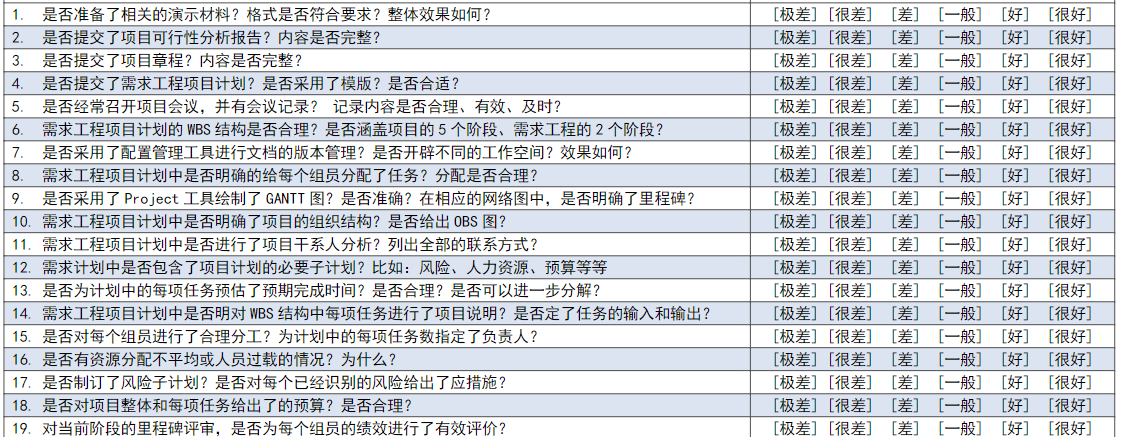 1. 是否准备了相关的演示材料？格式是否符合要求？整体效果如何？ [极差] [很差] [差] [一般] [好] [很好]
2. 是否提交了项目可行性分析报告？内容是否完整？ [极差] [很差] [差] [一般] [好] [很好]
3. 是否提交了项目章程？内容是否完整？ [极差] [很差] [差] [一般] [好] [很好]
4. 是否提交了需求工程项目计划？是否采用了模版？是否合适？ [极差] [很差] [差] [一般] [好] [很好]
5. 是否经常召开项目会议，并有会议记录？ 记录内容是否合理、有效、及时？ [极差] [很差] [差] [一般] [好] [很好]
6. 需求工程项目计划的 WBS 结构是否合理？是否涵盖项目的 5 个阶段、需求工程的 2 个阶段？ [极差] [很差] [差] [一般] [好] [很好]
7. 是否采用了配置管理工具进行文档的版本管理？是否开辟不同的工作空间？效果如何？ [极差] [很差] [差] [一般] [好] [很好]
8. 需求工程项目计划中是否明确的给每个组员分配了任务？分配是否合理？ [极差] [很差] [差] [一般] [好] [很好]
9. 是否采用了 Project 工具绘制了 GANTT 图？是否准确？在相应的网络图中，是否明确了里程碑？ [极差] [很差] [差] [一般] [好] [很好]
10. 需求工程项目计划中是否明确了项目的组织结构？是否给出 OBS 图？ [极差] [很差] [差] [一般] [好] [很好]
11. 需求工程项目计划中是否进行了项目干系人分析？列出全部的联系方式？ [极差] [很差] [差] [一般] [好] [很好]
12. 需求计划中是否包含了项目计划的必要子计划？比如：风险、人力资源、预算等等 [极差] [很差] [差] [一般] [好] [很好]
13. 是否为计划中的每项任务预估了预期完成时间？是否合理？是否可以进一步分解？ [极差] [很差] [差] [一般] [好] [很好]
14. 需求工程项目计划中是否明对 WBS 结构中每项任务进行了项目说明？是否定了任务的输入和输出？ [极差] [很差] [差] [一般] [好] [很好]
15. 是否对每个组员进行了合理分工？为计划中的每项任务数指定了负责人？ [极差] [很差] [差] [一般] [好] [很好]
16. 是否有资源分配不平均或人员过载的情况？为什么？ [极差] [很差] [差] [一般] [好] [很好]
17. 是否制订了风险子计划？是否对每个已经识别的风险给出了应措施？ [极差] [很差] [差] [一般] [好] [很好]
18. 是否对项目整体和每项任务给出了的预算？是否合理？ [极差] [很差] [差] [一般] [好] [很好]
19. 对当前阶段的里程碑评审，是否为每个组员的绩效进行了有效评价？ [极差] [很差] [差] [一般] [好] [很好]